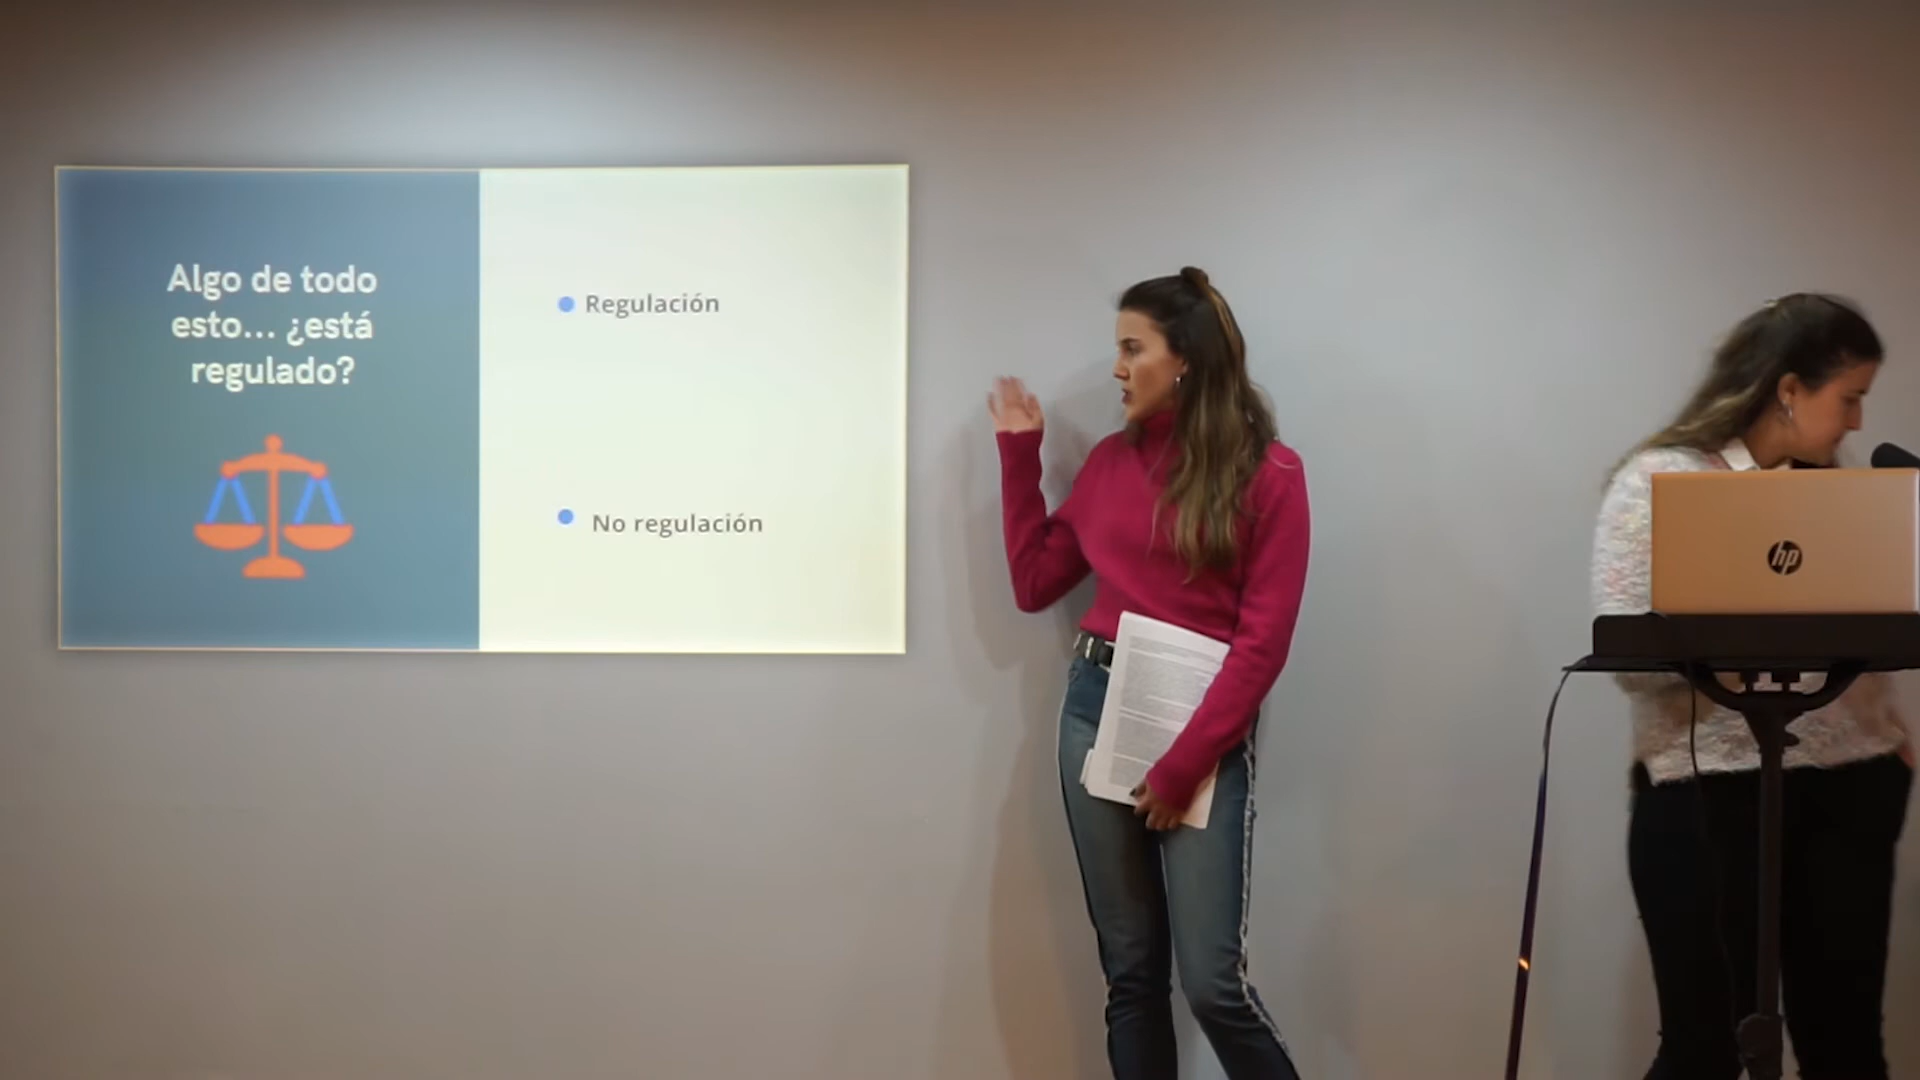 Algo de todo
esto... ¿está
regulado?
Regulación
No regulación
hp